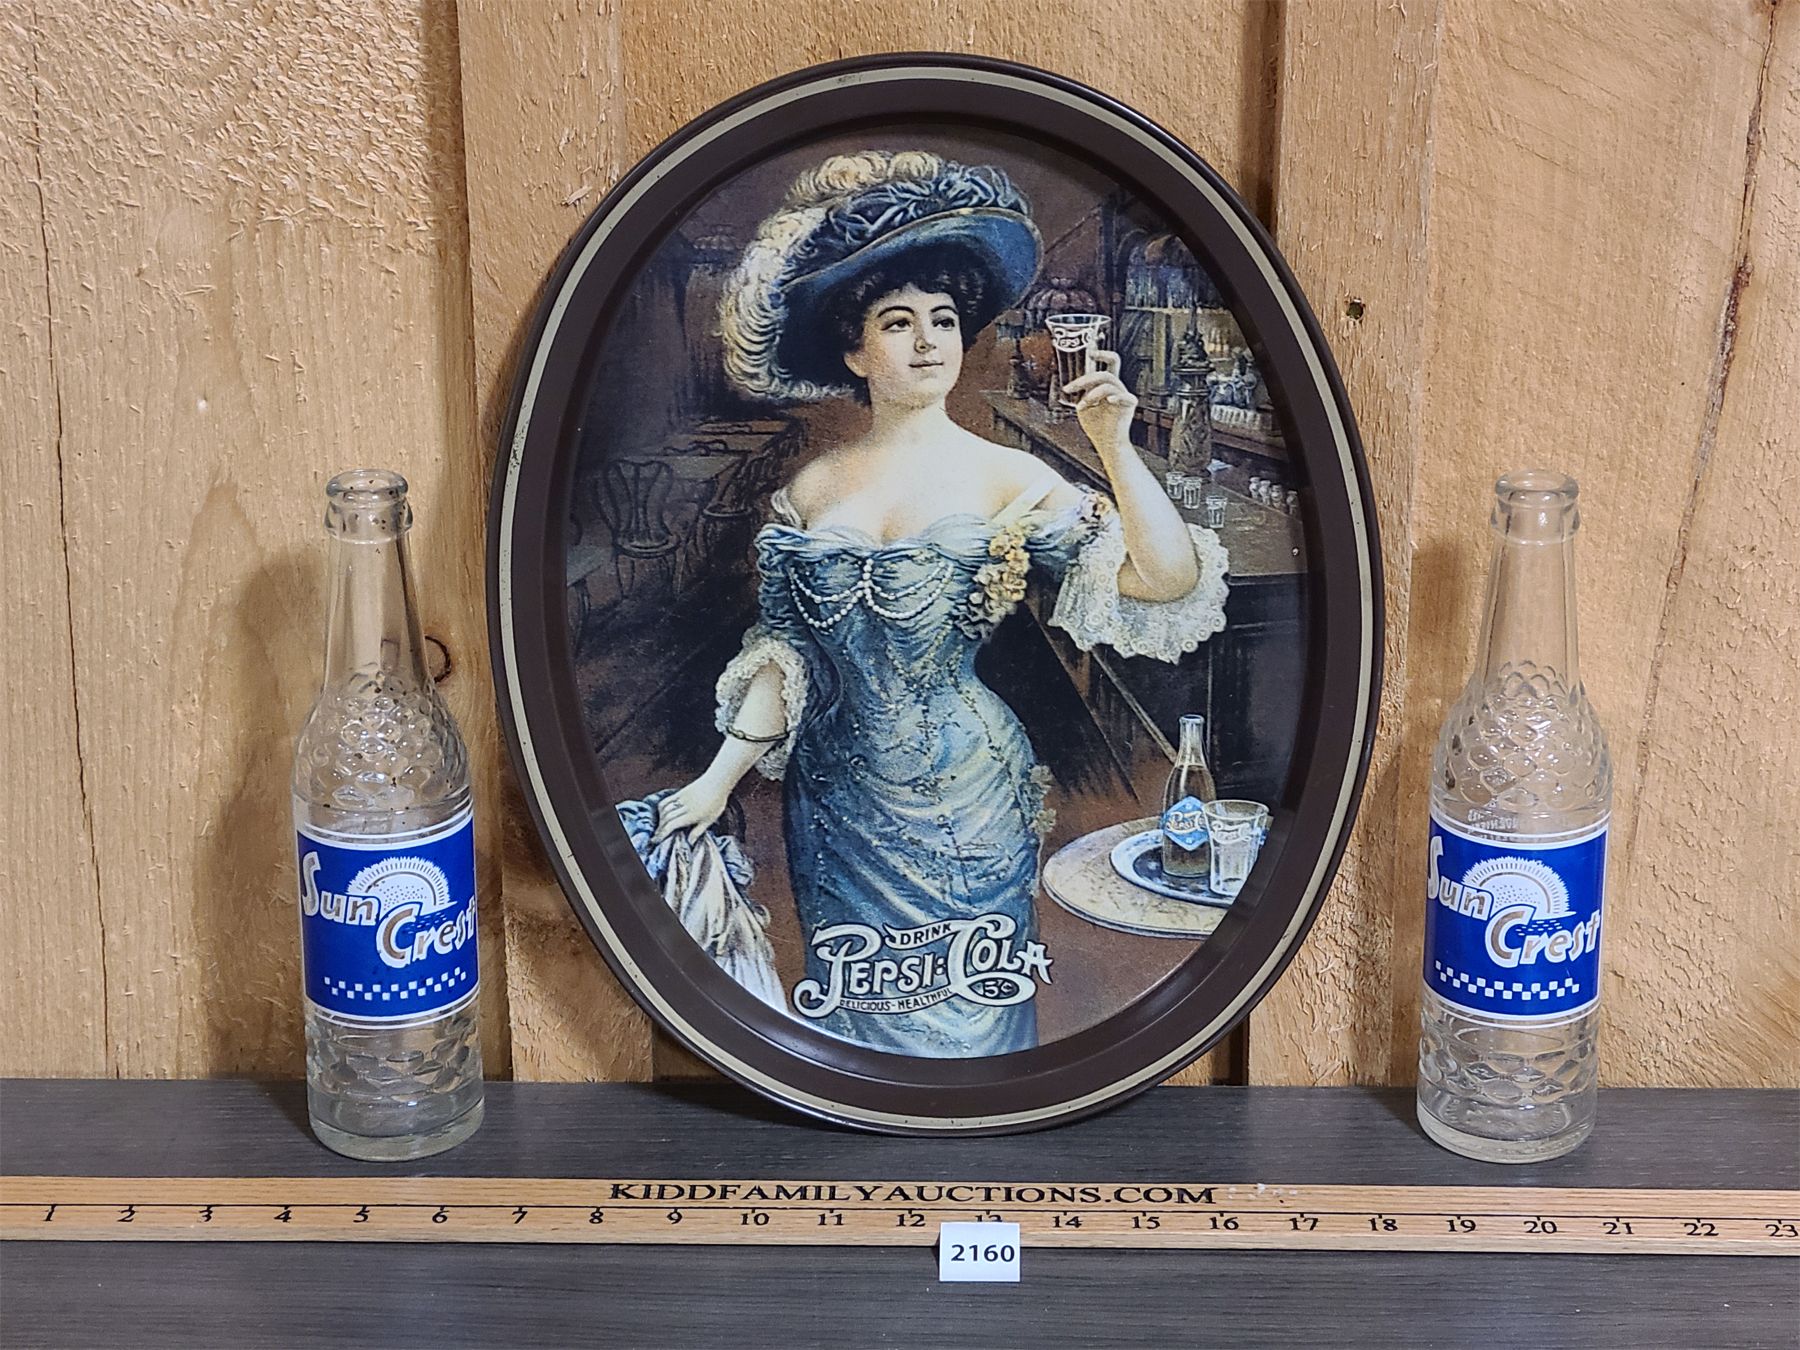 PEPSI
DRINK
PEPSI:COLA
5¢
DELICIOUS-HEALTHFUL
Sun
Crest
Sun
Crest
KIDDFAMILYAUCTIONS.COM
1 2 3 4 5 6 7 8 9 10 11 12 13 14 15 16 17 18 19 20 21 22 23
2160